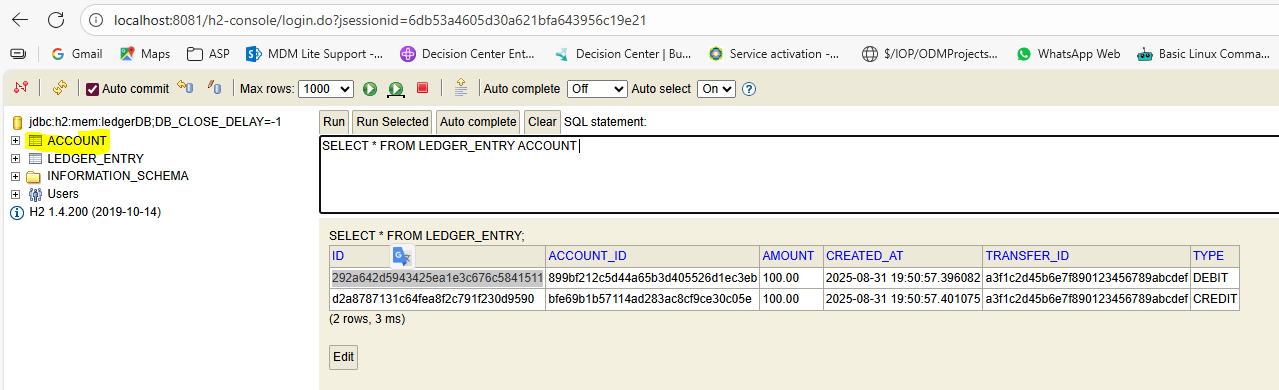 localhost:8081/h2-console/login.do?jsessionid=6db53a4605d30a621bfa643956c19e21
Gmail Maps ASP MDM Lite Support -... Decision Center Ent... Decision Center | Bu... Service activation -... $/IOP/ODMProjects... WhatsApp Web Basic Linux Comma...
Auto commit Max rows: 1000 Auto complete Off Auto select On
jdbc:h2:mem:ledgerDB;DB_CLOSE_DELAY=-1
ACCOUNT
LEDGER_ENTRY
INFORMATION_SCHEMA
Users
H2 1.4.200 (2019-10-14)
Run Run Selected Auto complete Clear SQL statement:
SELECT * FROM LEDGER_ENTRY ACCOUNT
SELECT * FROM LEDGER_ENTRY;
ID ACCOUNT_ID AMOUNT CREATED_AT TRANSFER_ID TYPE
292a642d5943425ea1e3c676c5841511 899bf212c5d44a65b3d405526d1ec3eb 100.00 2025-08-31 19:50:57.396082 a3f1c2d45b6e7f890123456789abcdef DEBIT
d2a8787131c64fea8f2c791f230d9590 bfe69b1b57114ad283ac8cf9ce30c05e 100.00 2025-08-31 19:50:57.401075 a3f1c2d45b6e7f890123456789abcdef CREDIT
(2 rows, 3 ms)
Edit